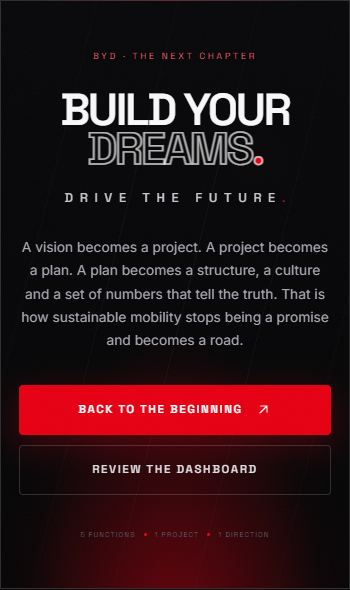 BYD - THE NEXT CHAPTER
BUILD YOUR
DREAMS.
DRIVE THE FUTURE.
A vision becomes a project. A project becomes
a plan. A plan becomes a structure, a culture
and a set of numbers that tell the truth. That is
how sustainable mobility stops being a promise
and becomes a road.
BACK TO THE BEGINNING ↗
REVIEW THE DASHBOARD
5 FUNCTIONS • 1 PROJECT • 1 DIRECTION